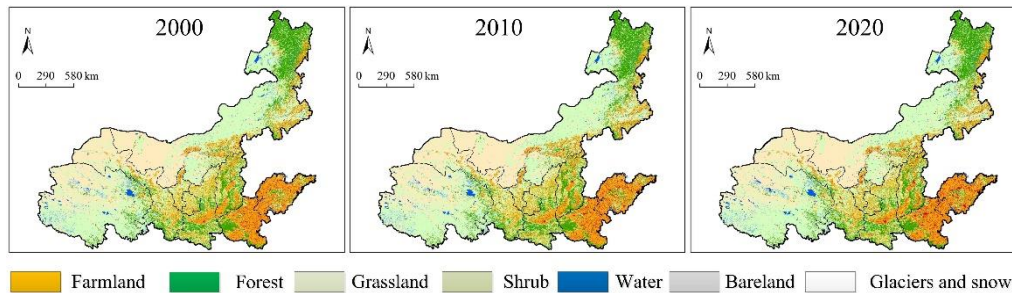 2000
N
0 290 580 km
2010
N
0 290 580 km
2020
N
0 290 580 km
Farmland Forest Grassland Shrub Water Bareland Glaciers and snow